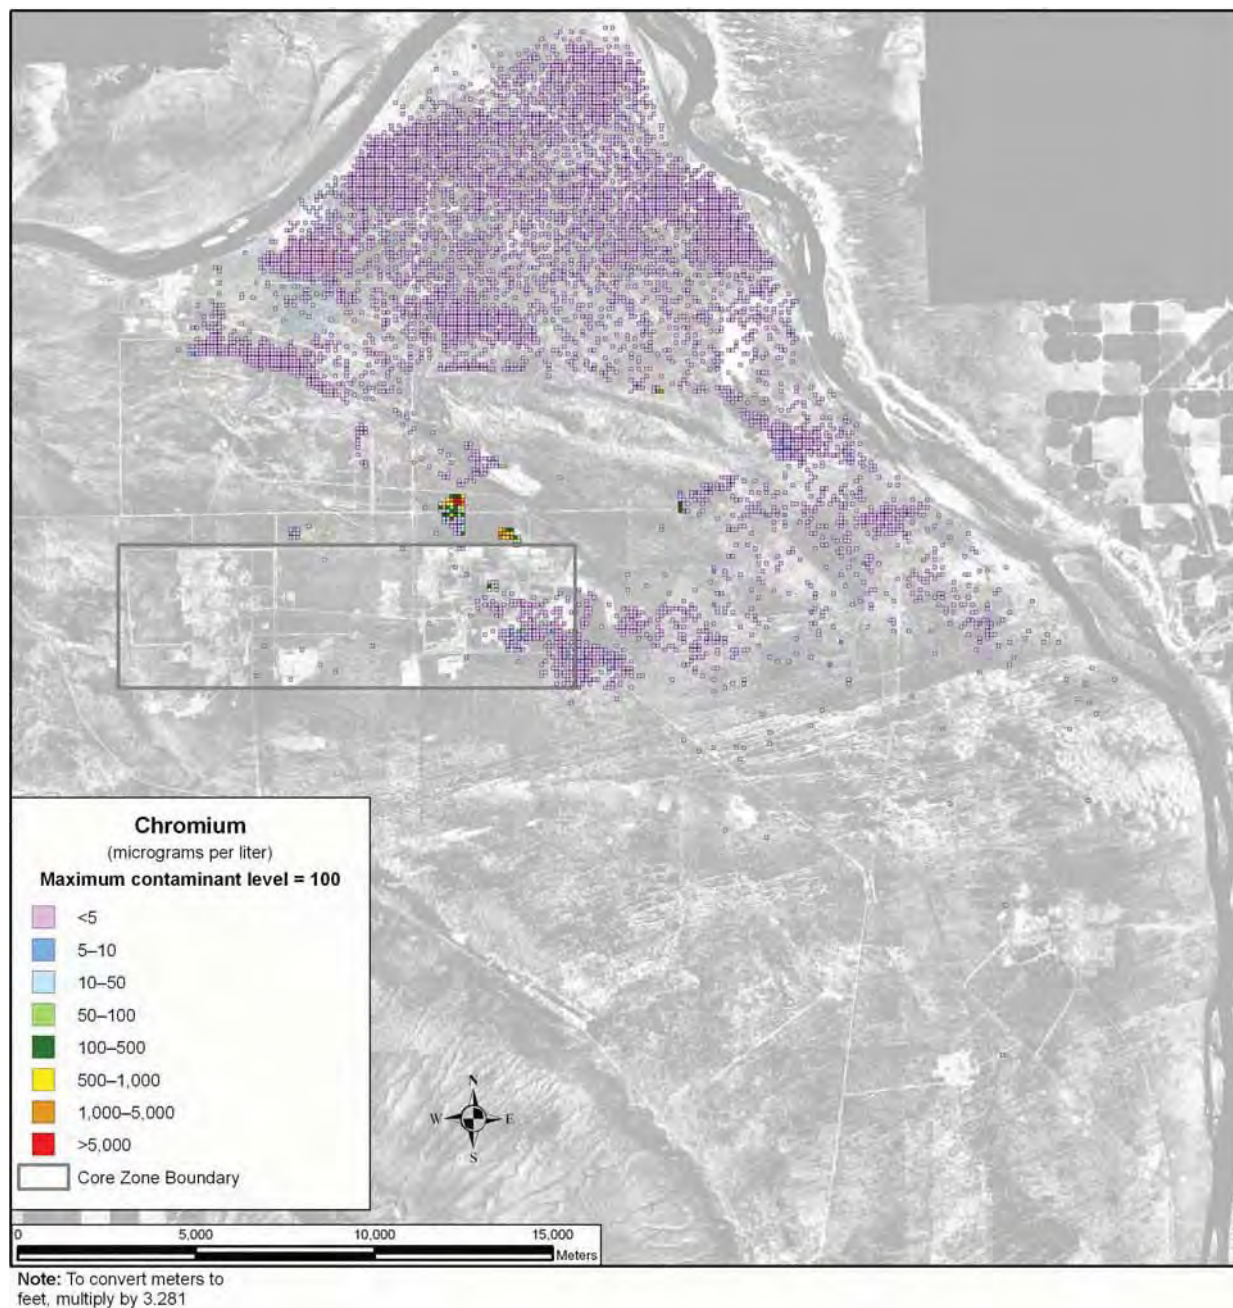 Chromium
(micrograms per liter)
Maximum contaminant level = 100
<5
5–10
10–50
50–100
100–500
500–1,000
1,000–5,000
>5,000
Core Zone Boundary
N
W E
S
0 5,000 10,000 15,000
Meters
Note: To convert meters to
feet, multiply by 3.281